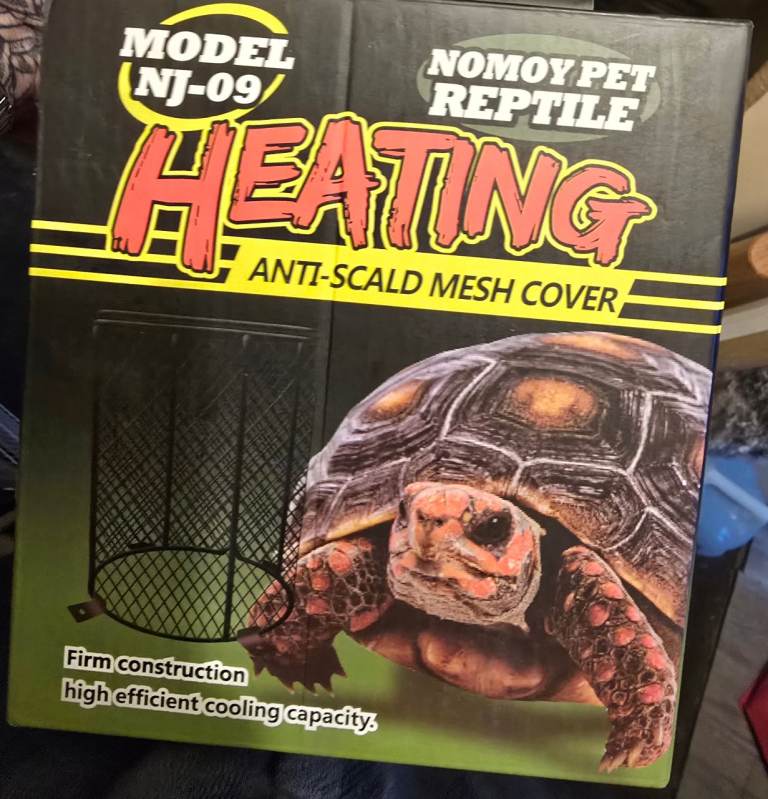 MODEL
NJ-09
NOMOY PET
REPTILE
HEATING
ANTI-SCALD MESH COVER
Firm construction
high efficient cooling capacity.